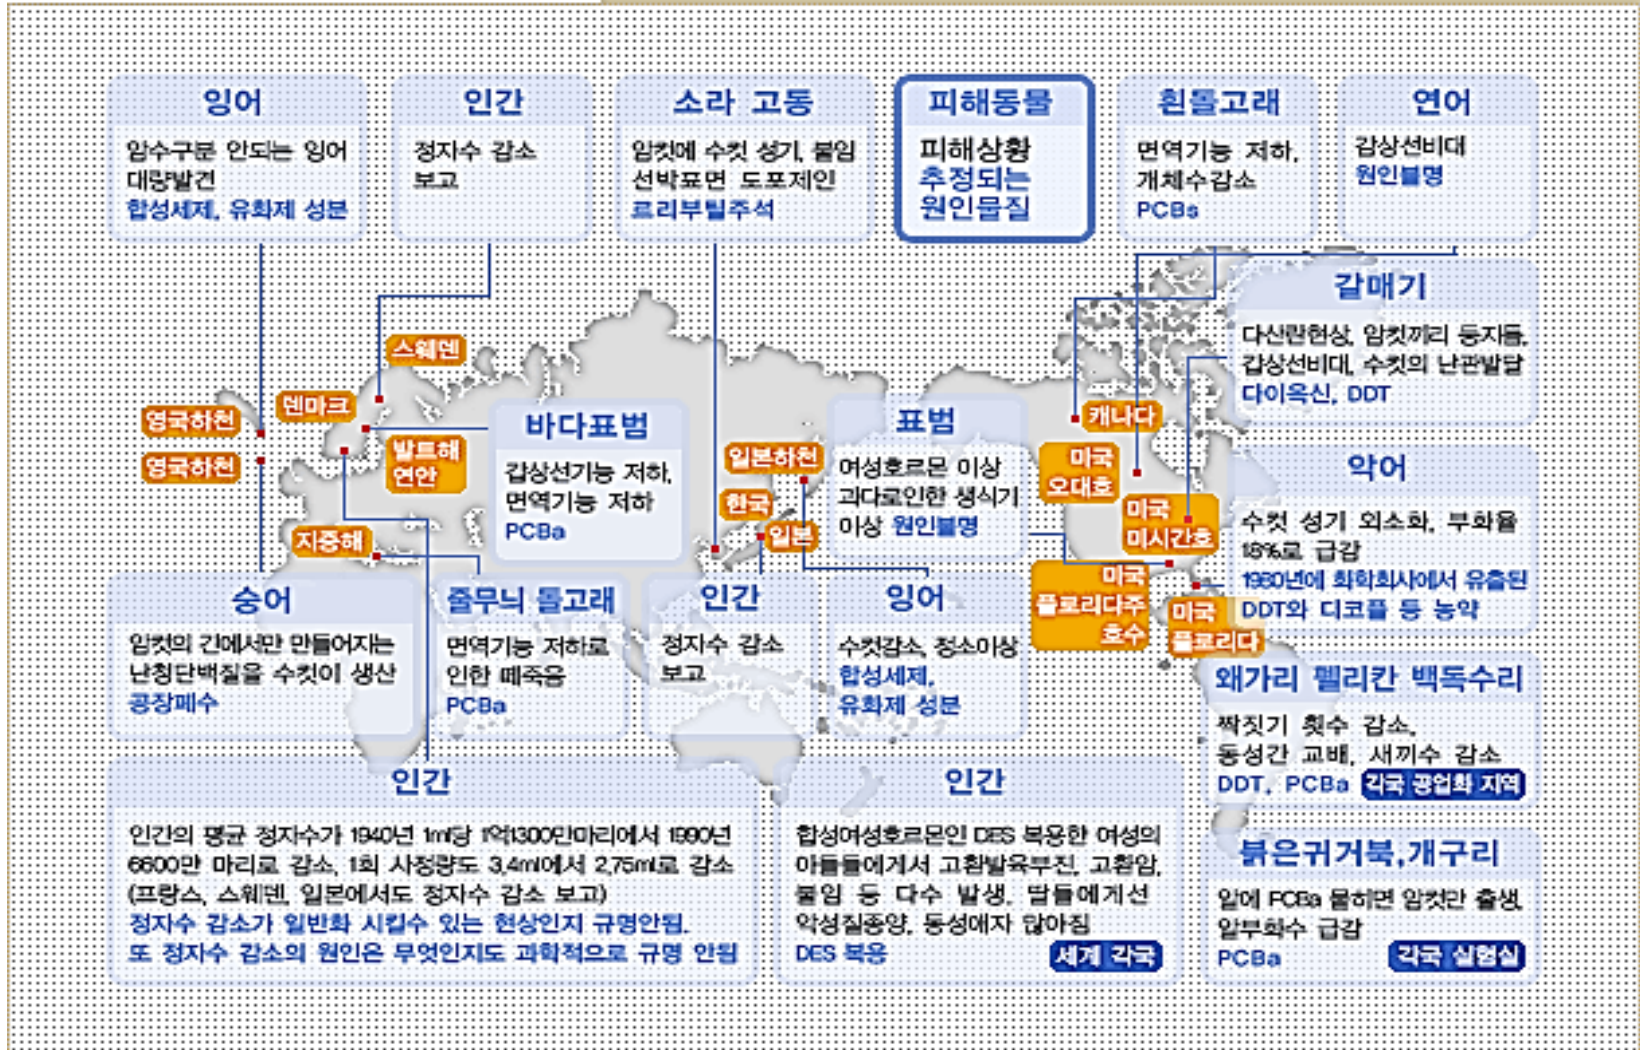 잉어
암수구분 안되는 잉어
대량발견
합성세제, 유화제 성분
인간
정자수 감소
보고
소라 고동
암컷에 수컷 성기, 불임
선박표면 도포제인
르리부틸주석
피해동물
피해상황
추정되는
원인물질
흰돌고래
면역기능 저하,
개체수감소
PCBs
연어
갑상선비대
원인불명
갈매기
다산란현상, 암컷끼리 둥지틈,
갑상선비대, 수컷의 난관발달
다이옥신, DDT
스웨덴
덴마크
영국하천
영국하천
발트해
연안
지중해
바다표범
갑상선기능 저하,
면역기능 저하
PCBa
일본하천
한국
일본
표범
여성호르몬 이상
과다로인한 생식기
이상 원인불명
캐나다
미국
오대호
미국
미시간호
미국
플로리다주
호수
미국
플로리다
악어
수컷 성기 왜소화, 부화율
18%로 급감
1980년에 화학회사에서 유출된
DDT와 디코플 등 농약
숭어
암컷의 간에서만 만들어지는
난청단백질을 수컷이 생산
공장폐수
줄무늬 돌고래
면역기능 저하로
인한 떼죽음
PCBa
인간
정자수 감소
보고
잉어
수컷감소, 정소이상
합성세제,
유화제 성분
왜가리 펠리칸 백독수리
짝짓기 횟수 감소,
동성간 교배, 새끼수 감소
DDT, PCBa 각국 공업화 지역
인간
인간의 평균 정자수가 1940년 1ml당 1억1300만마리에서 1990년
6600만 마리로 감소, 1회 사정량도 3,4ml에서 2,75ml로 감소
(프랑스, 스웨덴, 일본에서도 정자수 감소 보고)
정자수 감소가 일반화 시킬수 있는 현상인지 규명안됨.
또 정자수 감소의 원인은 무엇인지도 과학적으로 규명 안됨
인간
합성여성호르몬인 DES 복용한 여성의
아들들에게서 고환발육부진, 고환암,
불임 등 다수 발생, 딸들에게선
악성질종양, 동성애자 많아짐
DES 복용
세계 각국
붉은귀거북,개구리
알에 PCBa 묻히면 암컷만 출생,
알부화수 급감
PCBa
각국 실험실